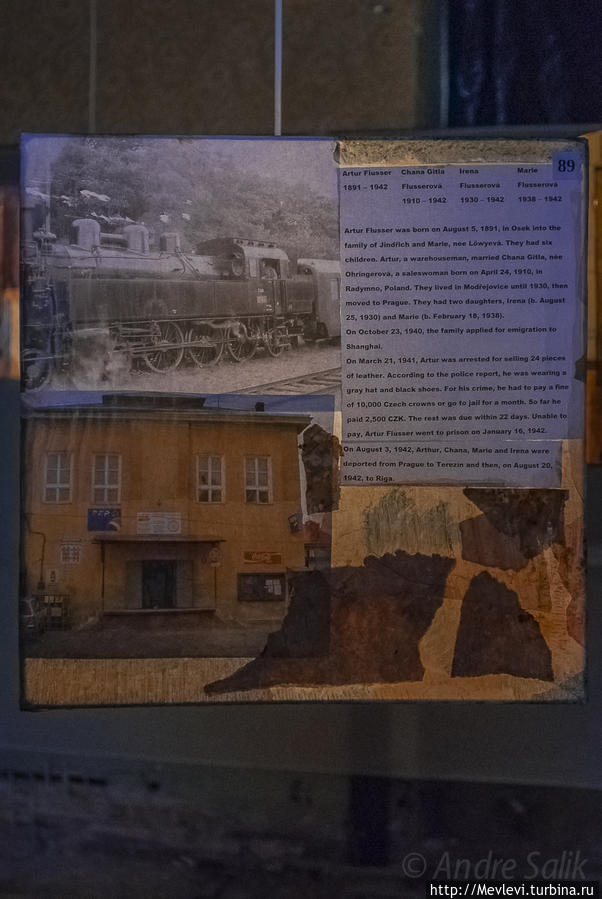 89
Artur Flusser Chana Gitla Irena Marie
1891 – 1942 Flusserová Flusserová Flusserová
1910 – 1942 1930 – 1942 1938 – 1942
Artur Flusser was born on August 5, 1891, in Osek into the
family of Jindřich and Marie, nee Löwyevá. They had six
children. Artur, a warehouseman, married Chana Gitla, née
Ohringerová, a saleswoman born on April 24, 1910, in
Radymno, Poland. They lived in Modřejovice until 1930, then
moved to Prague. They had two daughters, Irena (b. August
25, 1930) and Marie (b. February 18, 1938).
On October 23, 1940, the family applied for emigration to
Shanghai.
On March 21, 1941, Artur was arrested for selling 24 pieces
of leather. According to the police report, he was wearing a
gray hat and black shoes. For his crime, he had to pay a fine
of 10,000 Czech crowns or go to jail for a month. So far he
paid 2,500 CZK. The rest was due within 22 days. Unable to
pay, Artur Flusser went to prison on January 16, 1942.
On August 3, 1942, Arthur, Chana, Marie and Irena were
deported from Prague to Terezin and then, on August 20,
1942, to Riga.
PEPSI
© Andre Salik
http://Mevlevi.turbina.ru